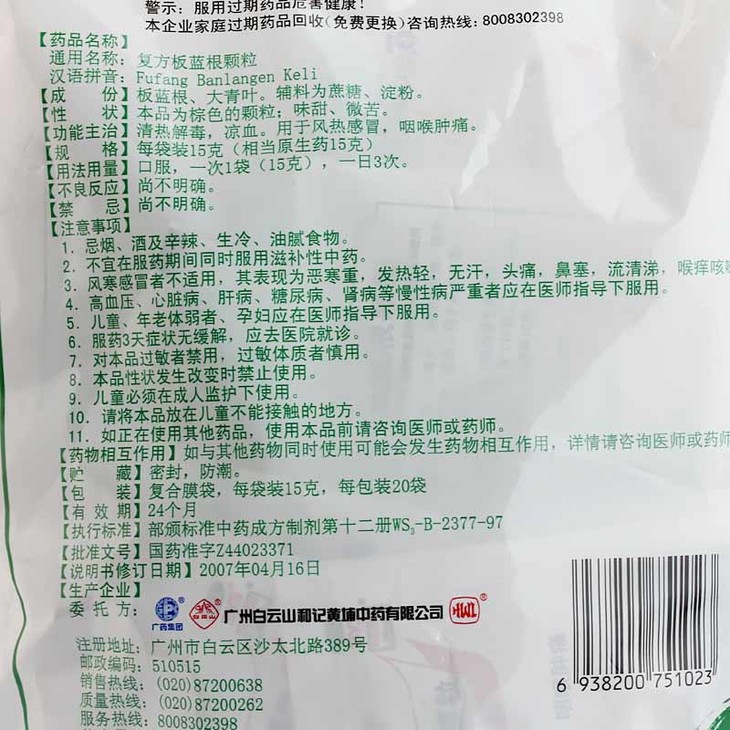 警示：服用过期药品危害健康！
本企业家庭过期药品回收(免费更换)咨询热线：8008302398
【药品名称】
通用名称：复方板蓝根颗粒
汉语拼音：Fufang Banlangen Keli
【成　　份】板蓝根、大青叶。辅料为蔗糖、淀粉。
【性　　状】本品为棕色的颗粒；味甜、微苦。
【功能主治】清热解毒，凉血。用于风热感冒，咽喉肿痛。
【规　　格】每袋装15克（相当原生药15克）
【用法用量】口服，一次1袋（15克），一日3次。
【不良反应】尚不明确。
【禁　　忌】尚不明确。
【注意事项】
1. 忌烟、酒及辛辣、生冷、油腻食物。
2. 不宜在服药期间同时服用滋补性中药。
3. 风寒感冒者不适用，其表现为恶寒重，发热轻，无汗，头痛，鼻塞，流清涕，喉痒咳
4. 高血压、心脏病、肝病、糖尿病、肾病等慢性病严重者应在医师指导下服用。
5. 儿童、年老体弱者、孕妇应在医师指导下服用。
6. 服药3天症状无缓解，应去医院就诊。
7. 对本品过敏者禁用，过敏体质者慎用。
8. 本品性状发生改变时禁止使用。
9. 儿童必须在成人监护下使用。
10. 请将本品放在儿童不能接触的地方。
11. 如正在使用其他药品，使用本品前请咨询医师或药师。
【药物相互作用】如与其他药物同时使用可能会发生药物相互作用，详情请咨询医师或药师
【贮　　藏】密封，防潮。
【包　　装】复合膜袋，每袋装15克，每包装20袋
【有 效 期】24个月
【执行标准】部颁标准中药成方制剂第十二册WS₃-B-2377-97
【批准文号】国药准字Z44023371
【说明书修订日期】2007年04月16日
【生产企业】
委 托 方： 广药集团 白云山 广州白云山和记黄埔中药有限公司
注册地址：广州市白云区沙太北路389号
邮政编码：510515
销售热线：(020)87200638
质量热线：(020)87200262
服务热线：8008302398
6 938200 751023